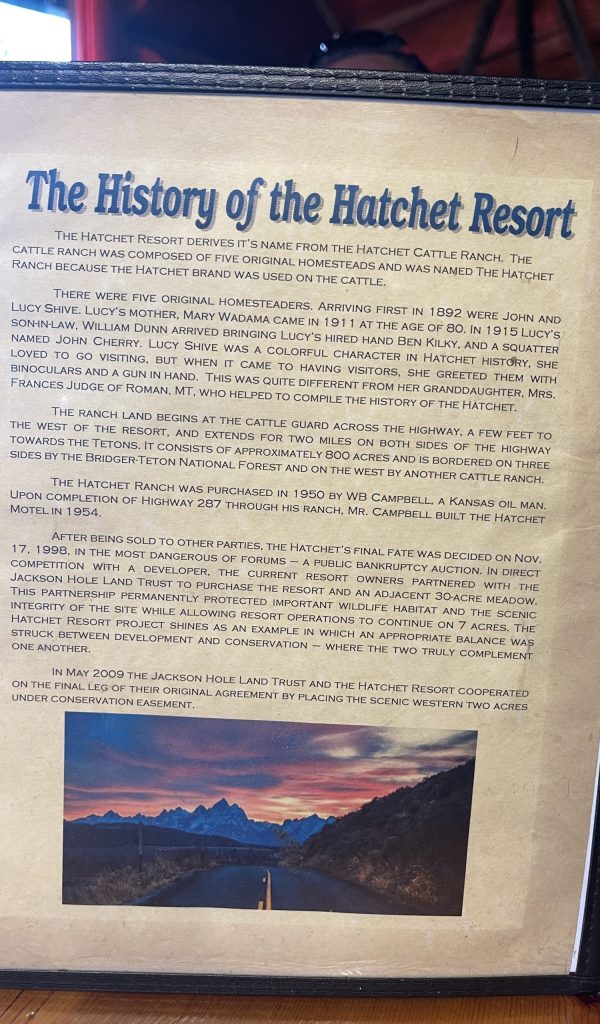 The History of the Hatchet Resort
THE HATCHET RESORT DERIVES IT'S NAME FROM THE HATCHET CATTLE RANCH. THE
CATTLE RANCH WAS COMPOSED OF FIVE ORIGINAL HOMESTEADS AND WAS NAMED THE HATCHET
RANCH BECAUSE THE HATCHET BRAND WAS USED ON THE CATTLE.
THERE WERE FIVE ORIGINAL HOMESTEADERS. ARRIVING FIRST IN 1892 WERE JOHN AND
LUCY SHIVE. LUCY'S MOTHER, MARY WADAMA CAME IN 1911 AT THE AGE OF 80. IN 1915 LUCY'S
SON-N-LAW, WILLIAM DUNN ARRIVED BRINGING LUCY'S HIRED HAND BEN KILKY, AND A SQUATTER
NAMED JOHN CHERRY. LUCY SHIVE WAS A COLORFUL CHARACTER IN HATCHET HISTORY, SHE
LOVED TO GO VISITING, BUT WHEN IT CAME TO HAVING VISITORS, SHE GREETED THEM WITH
BINOCULARS AND A GUN IN HAND. THIS WAS QUITE DIFFERENT FROM HER GRANDDAUGHTER, MRS.
FRANCES JUDGE OF ROMAN, MT, WHO HELPED TO COMPILE THE HISTORY OF THE HATCHET.
THE RANCH LAND BEGINS AT THE CATTLE GUARD ACROSS THE HIGHWAY, A FEW FEET TO
THE WEST OF THE RESORT, AND EXTENDS FOR TWO MILES ON BOTH SIDES OF THE HIGHWAY
TOWARDS THE TETONS. IT CONSISTS OF APPROXIMATELY 800 ACRES AND IS BORDERED ON THREE
SIDES BY THE BRIDGER-TETON NATIONAL FOREST AND ON THE WEST BY ANOTHER CATTLE RANCH.
THE HATCHET RANCH WAS PURCHASED IN 1950 BY WB CAMPBELL, A KANSAS OIL MAN.
UPON COMPLETION OF HIGHWAY 287 THROUGH HIS RANCH, MR. CAMPBELL BUILT THE HATCHET
MOTEL IN 1954.
AFTER BEING SOLD TO OTHER PARTIES, THE HATCHET'S FINAL FATE WAS DECIDED ON NOV.
17, 1998, IN THE MOST DANGEROUS OF FORUMS – A PUBLIC BANKRUPTCY AUCTION. IN DIRECT
COMPETITION WITH A DEVELOPER, THE CURRENT RESORT OWNERS PARTNERED WITH THE
JACKSON HOLE LAND TRUST TO PURCHASE THE RESORT AND AN ADJACENT 30-ACRE MEADOW.
THIS PARTNERSHIP PERMANENTLY PROTECTED IMPORTANT WILDLIFE HABITAT AND THE SCENIC
INTEGRITY OF THE SITE WHILE ALLOWING RESORT OPERATIONS TO CONTINUE ON 7 ACRES. THE
HATCHET RESORT PROJECT SHINES AS AN EXAMPLE IN WHICH AN APPROPRIATE BALANCE WAS
STRUCK BETWEEN DEVELOPMENT AND CONSERVATION – WHERE THE TWO TRULY COMPLEMENT
ONE ANOTHER.
IN MAY 2009 THE JACKSON HOLE LAND TRUST AND THE HATCHET RESORT COOPERATED
ON THE FINAL LEG OF THEIR ORIGINAL AGREEMENT BY PLACING THE SCENIC WESTERN TWO ACRES
UNDER CONSERVATION EASEMENT.